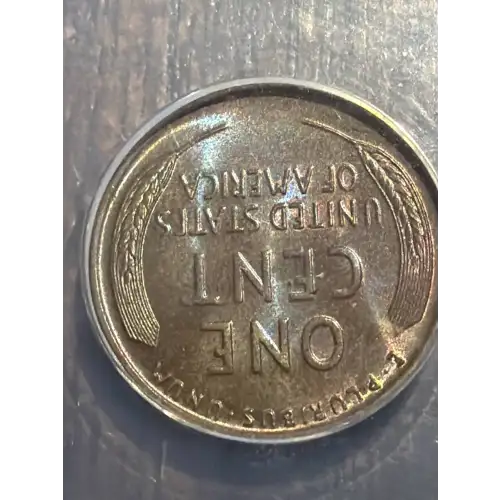 E·PLURIBUS·UNUM
ONE
CENT
UNITED STATES
OF AMERICA